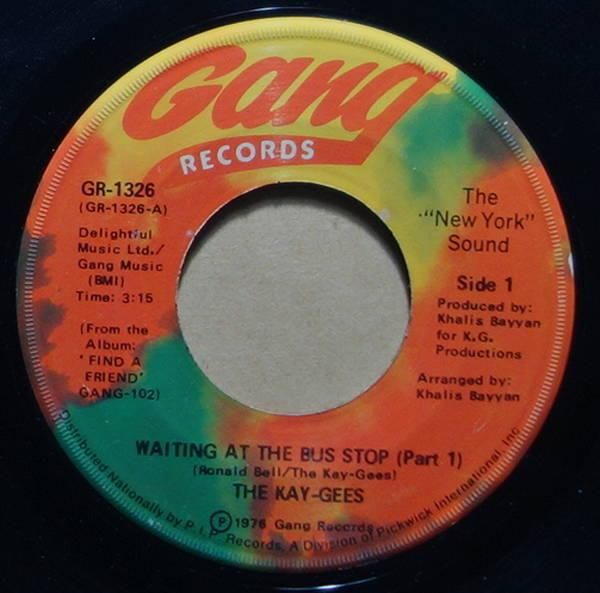 Gang
RECORDS
GR-1326
(GR-1326-A)
Delightful
Music Ltd./
Gang Music
(BMI)
Time: 3:15
(From the
Album:
'FIND A
FRIEND'
GANG-102)
The
"New York"
Sound
Side 1
Produced by:
Khalis Bayyan
for K.G.
Productions
Arranged by:
Khalis Bayyan
WAITING AT THE BUS STOP (Part 1)
(Ronald Bell/The Kay-Gees)
THE KAY-GEES
Ⓟ 1976 Gang Records
Distributed Nationally by P.I.P. Records, A Division of Pickwick International, Inc.